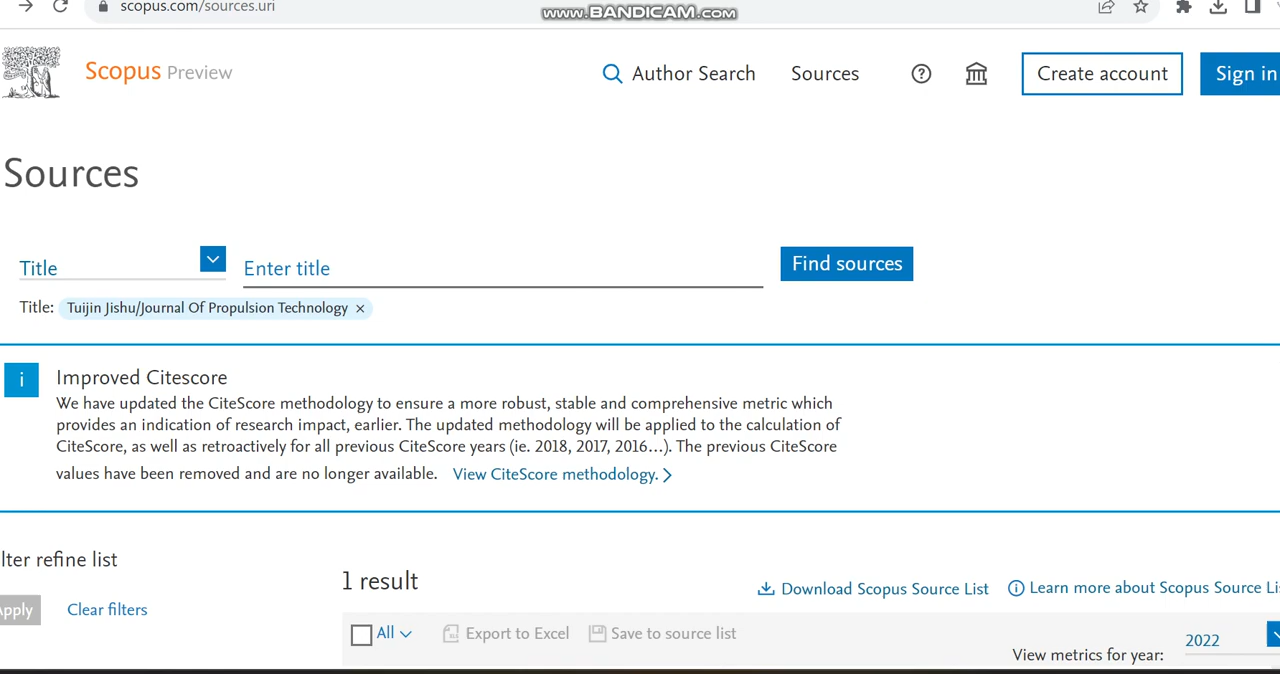 scopus.com/sources.uri
www.BANDICAM.com
Scopus Preview
Author Search Sources Create account Sign in
Sources
Title Enter title Find sources
Title: Tuijin Jishu/Journal Of Propulsion Technology ×
i Improved Citescore
We have updated the CiteScore methodology to ensure a more robust, stable and comprehensive metric which
provides an indication of research impact, earlier. The updated methodology will be applied to the calculation of
CiteScore, as well as retroactively for all previous CiteScore years (ie. 2018, 2017, 2016...). The previous CiteScore
values have been removed and are no longer available. View CiteScore methodology. >
lter refine list
1 result
Download Scopus Source List Learn more about Scopus Source Li
Apply Clear filters
All Export to Excel Save to source list
View metrics for year: 2022